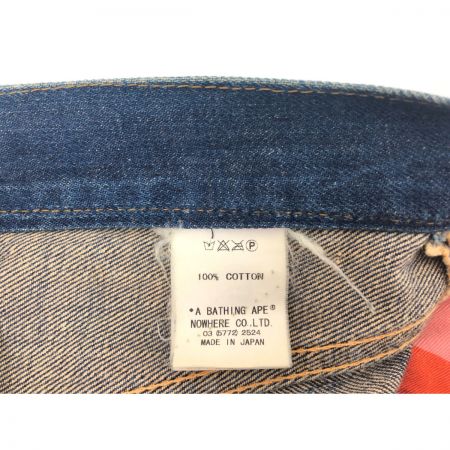 100% COTTON
*A BATHING APE®
NOWHERE CO.,LTD.
03 (5772) 2524
MADE IN JAPAN